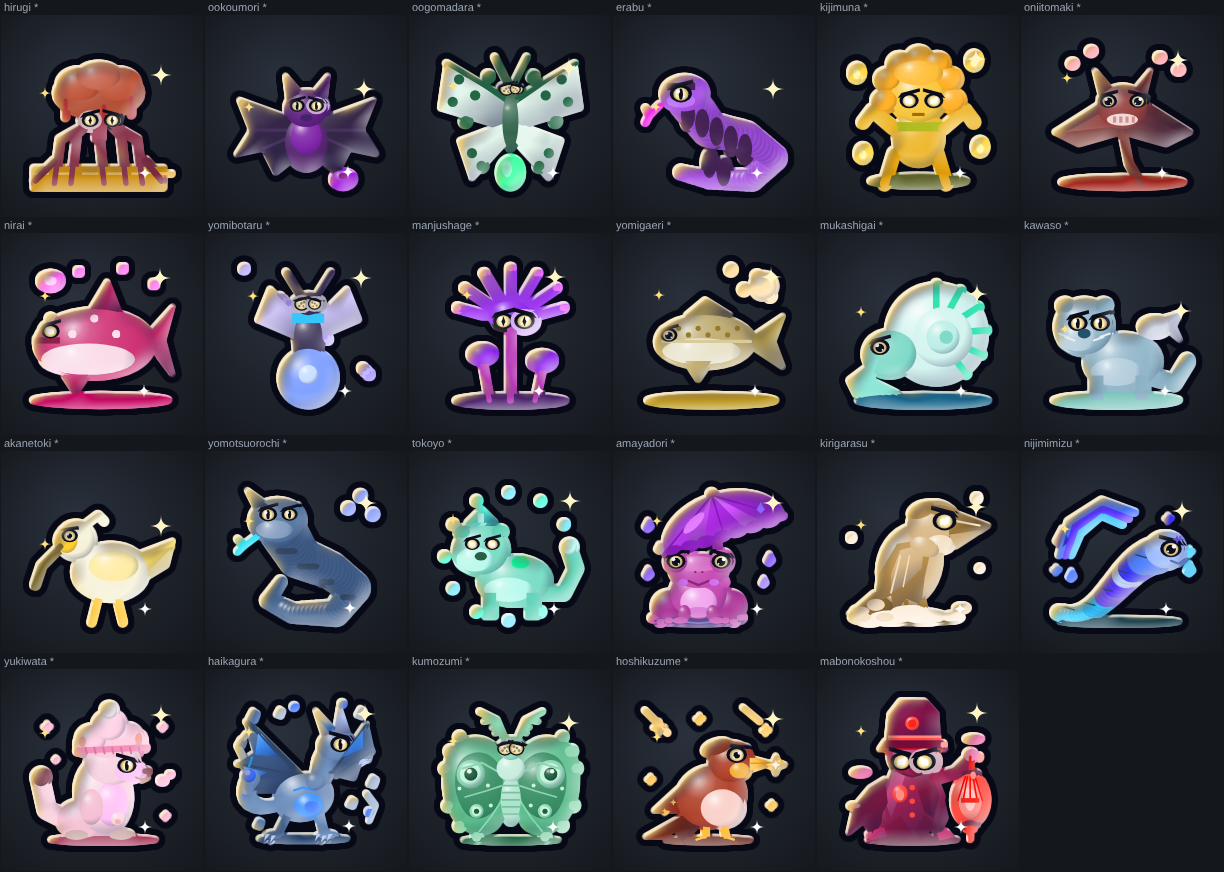 hirugi *
ookoumori *
oogomadara *
erabu *
kijimuna *
oniitomaki *
nirai *
yomibotaru *
manjushage *
yomigaeri *
mukashigai *
kawaso *
akanetoki *
yomotsuorochi *
tokoyo *
amayadori *
kirigarasu *
nijimimizu *
yukiwata *
haikagura *
kumozumi *
hoshikuzume *
mabonokoshou *